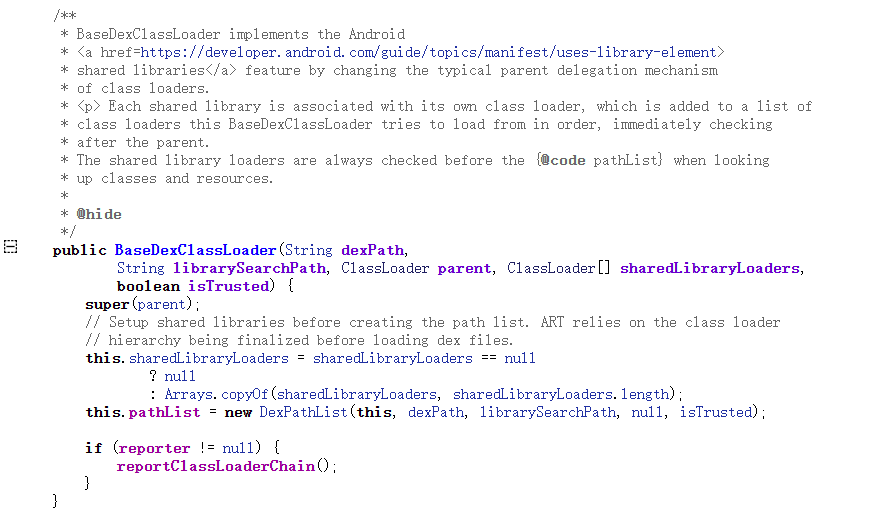 /**
 * BaseDexClassLoader implements the Android
 * <a href=https://developer.android.com/guide/topics/manifest/uses-library-element>
 * shared libraries</a> feature by changing the typical parent delegation mechanism
 * of class loaders.
 * <p> Each shared library is associated with its own class loader, which is added to a list of
 * class loaders this BaseDexClassLoader tries to load from in order, immediately checking
 * after the parent.
 * The shared library loaders are always checked before the {@code pathList} when looking
 * up classes and resources.
 *
 * @hide
 */
public BaseDexClassLoader(String dexPath,
        String librarySearchPath, ClassLoader parent, ClassLoader[] sharedLibraryLoaders,
        boolean isTrusted) {
    super(parent);
    // Setup shared libraries before creating the path list. ART relies on the class loader
    // hierarchy being finalized before loading dex files.
    this.sharedLibraryLoaders = sharedLibraryLoaders == null
            ? null
            : Arrays.copyOf(sharedLibraryLoaders, sharedLibraryLoaders.length);
    this.pathList = new DexPathList(this, dexPath, librarySearchPath, null, isTrusted);

    if (reporter != null) {
        reportClassLoaderChain();
    }
}